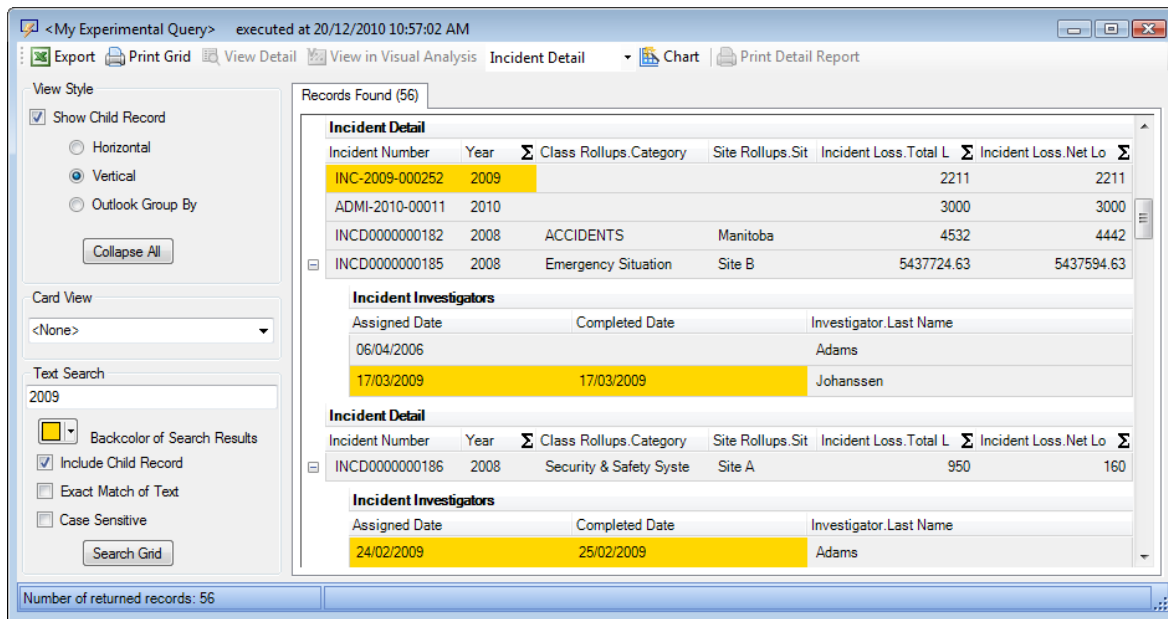 <My Experimental Query> executed at 20/12/2010 10:57:02 AM
Export Print Grid View Detail View in Visual Analysis Incident Detail Chart Print Detail Report
View Style
Show Child Record
Horizontal
Vertical
Outlook Group By
Collapse All
Card View
<None>
Text Search
2009
Backcolor of Search Results
Include Child Record
Exact Match of Text
Case Sensitive
Search Grid
Records Found (56)
Incident Detail
Incident Number Year Σ Class Rollups.Category Site Rollups.Sit Incident Loss.Total L Σ Incident Loss.Net Lo Σ
INC-2009-000252 2009 2211 2211
ADMI-2010-00011 2010 3000 3000
INCD0000000182 2008 ACCIDENTS Manitoba 4532 4442
INCD0000000185 2008 Emergency Situation Site B 5437724.63 5437594.63
Incident Investigators
Assigned Date Completed Date Investigator.Last Name
06/04/2006 Adams
17/03/2009 17/03/2009 Johanssen
Incident Detail
Incident Number Year Σ Class Rollups.Category Site Rollups.Sit Incident Loss.Total L Σ Incident Loss.Net Lo Σ
INCD0000000186 2008 Security & Safety Syste Site A 950 160
Incident Investigators
Assigned Date Completed Date Investigator.Last Name
24/02/2009 25/02/2009 Adams
Number of returned records: 56